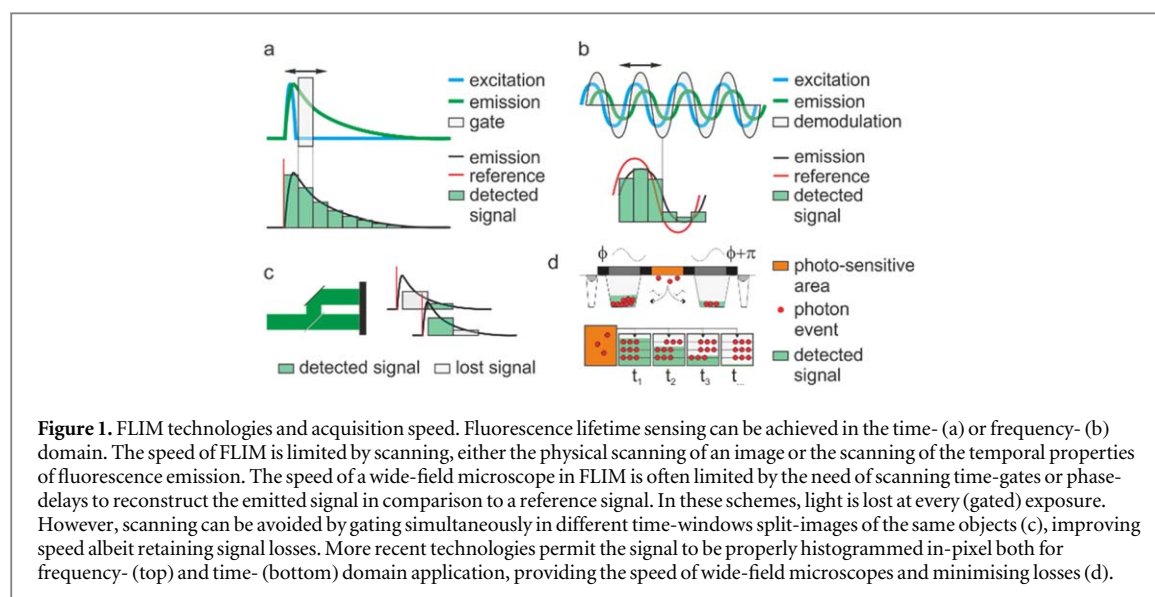 a
excitation
emission
gate
emission
reference
detected
signal
b
excitation
emission
demodulation
emission
reference
detected
signal
c
detected signal
lost signal
d
ϕ
ϕ+π
photo-sensitive
area
photon
event
detected
signal
t1
t2
t3
t...
Figure 1. FLIM technologies and acquisition speed. Fluorescence lifetime sensing can be achieved in the time- (a) or frequency- (b)
domain. The speed of FLIM is limited by scanning, either the physical scanning of an image or the scanning of the temporal properties
of fluorescence emission. The speed of a wide-field microscope in FLIM is often limited by the need of scanning time-gates or phase-
delays to reconstruct the emitted signal in comparison to a reference signal. In these schemes, light is lost at every (gated) exposure.
However, scanning can be avoided by gating simultaneously in different time-windows split-images of the same objects (c), improving
speed albeit retaining signal losses. More recent technologies permit the signal to be properly histogrammed in-pixel both for
frequency- (top) and time- (bottom) domain application, providing the speed of wide-field microscopes and minimising losses (d).